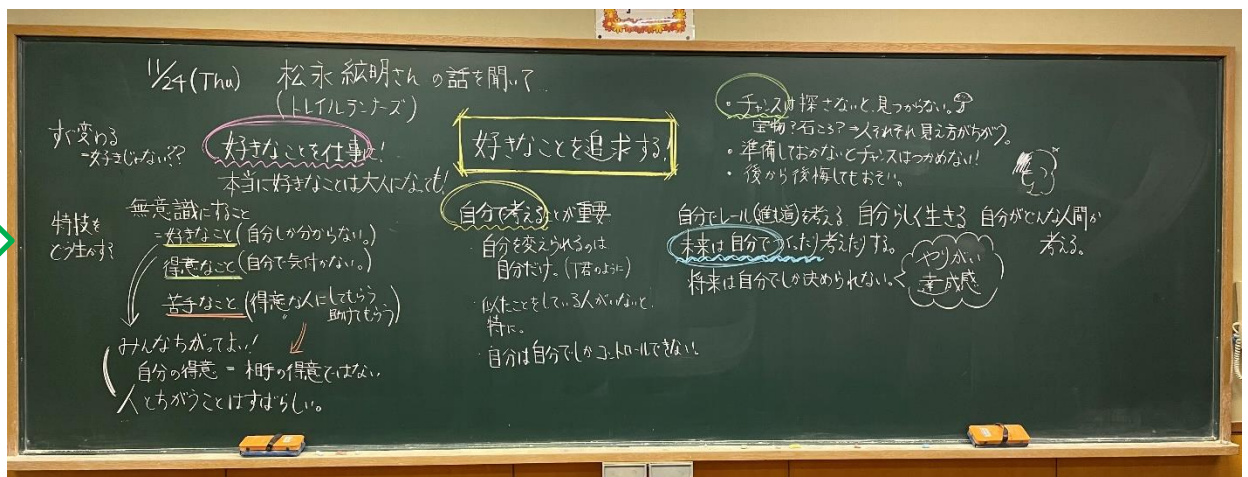 11/24(Thu) 松永紘明さんの話を聞いて
(トレイルランナーズ)
すぐ変わる
=好きじゃない??
好きなことを仕事に!
本当に好きなことは大人になっても!
特技を
どう生かす
無意識にすること
=好きなこと(自分しか分からない。)
得意なこと(自分で気付かない。)
苦手なこと(得意な人にしてもらう
助けてもらう)
みんなちがってよい!
自分の得意=相手の得意ではない
人とちがうことはすばらしい。
好きなことを追求する!
自分で考えることが重要
・自分を変えられるのは
自分だけ。(T君のように)
・似たことをしている人がいないと、
特に。
・自分は自分でしかコントロールできない。
・チャンスは探さないと、見つからない。
宝物?石ころ?⇒人それぞれ見え方がちがう。
・準備しておかないとチャンスはつかめない!
・後から後悔してもおそい。
自分でレール(進む道)を考える 自分らしく生きる 自分がどんな人間か
考える。
未来は自分でつくったり考えたりする。
将来は自分でしか決められない。
やりがい
達成感